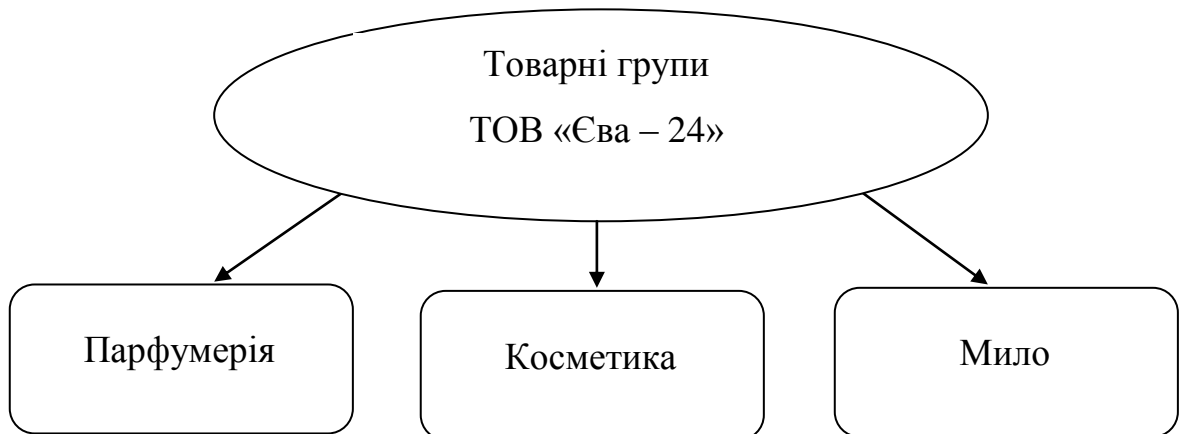 Товарні групи
ТОВ «Єва – 24»
Парфумерія
Косметика
Мило